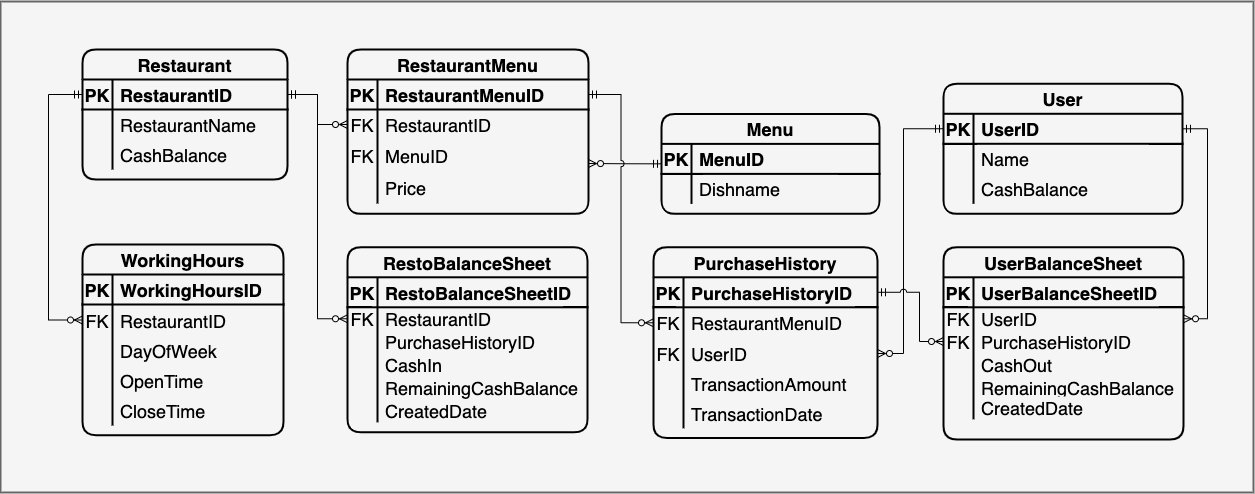 Restaurant
PK RestaurantID
RestaurantName
CashBalance
RestaurantMenu
PK RestaurantMenuID
FK RestaurantID
FK MenuID
Price
Menu
PK MenuID
Dishname
User
PK UserID
Name
CashBalance
WorkingHours
PK WorkingHoursID
FK RestaurantID
DayOfWeek
OpenTime
CloseTime
RestoBalanceSheet
PK RestoBalanceSheetID
FK RestaurantID
PurchaseHistoryID
CashIn
RemainingCashBalance
CreatedDate
PurchaseHistory
PK PurchaseHistoryID
FK RestaurantMenuID
FK UserID
TransactionAmount
TransactionDate
UserBalanceSheet
PK UserBalanceSheetID
FK UserID
FK PurchaseHistoryID
CashOut
RemainingCashBalance
CreatedDate